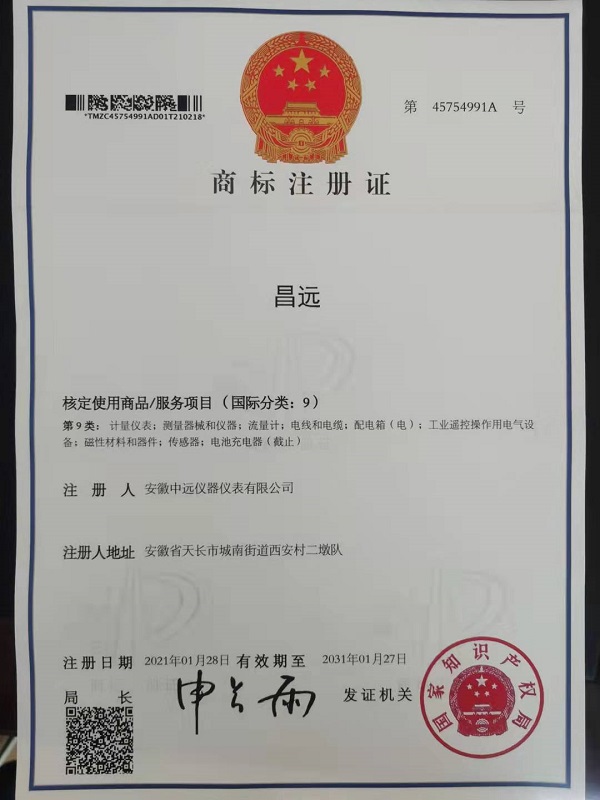 *TMZC45754991AD01T210218*
第 45754991A 号
商标注册证
昌远
核定使用商品/服务项目（国际分类：9）
第9类：计量仪表；测量器械和仪器；流量计；电线和电缆；配电箱（电）；工业遥控操作用电气设
备；磁性材料和器件；传感器；电池充电器（截止）
注 册 人 安徽中远仪器仪表有限公司
注册人地址 安徽省天长市城南街道西安村二墩队
注册日期 2021年01月28日 有效期至 2031年01月27日
局 长 申长雨 发证机关
国家知识产权局